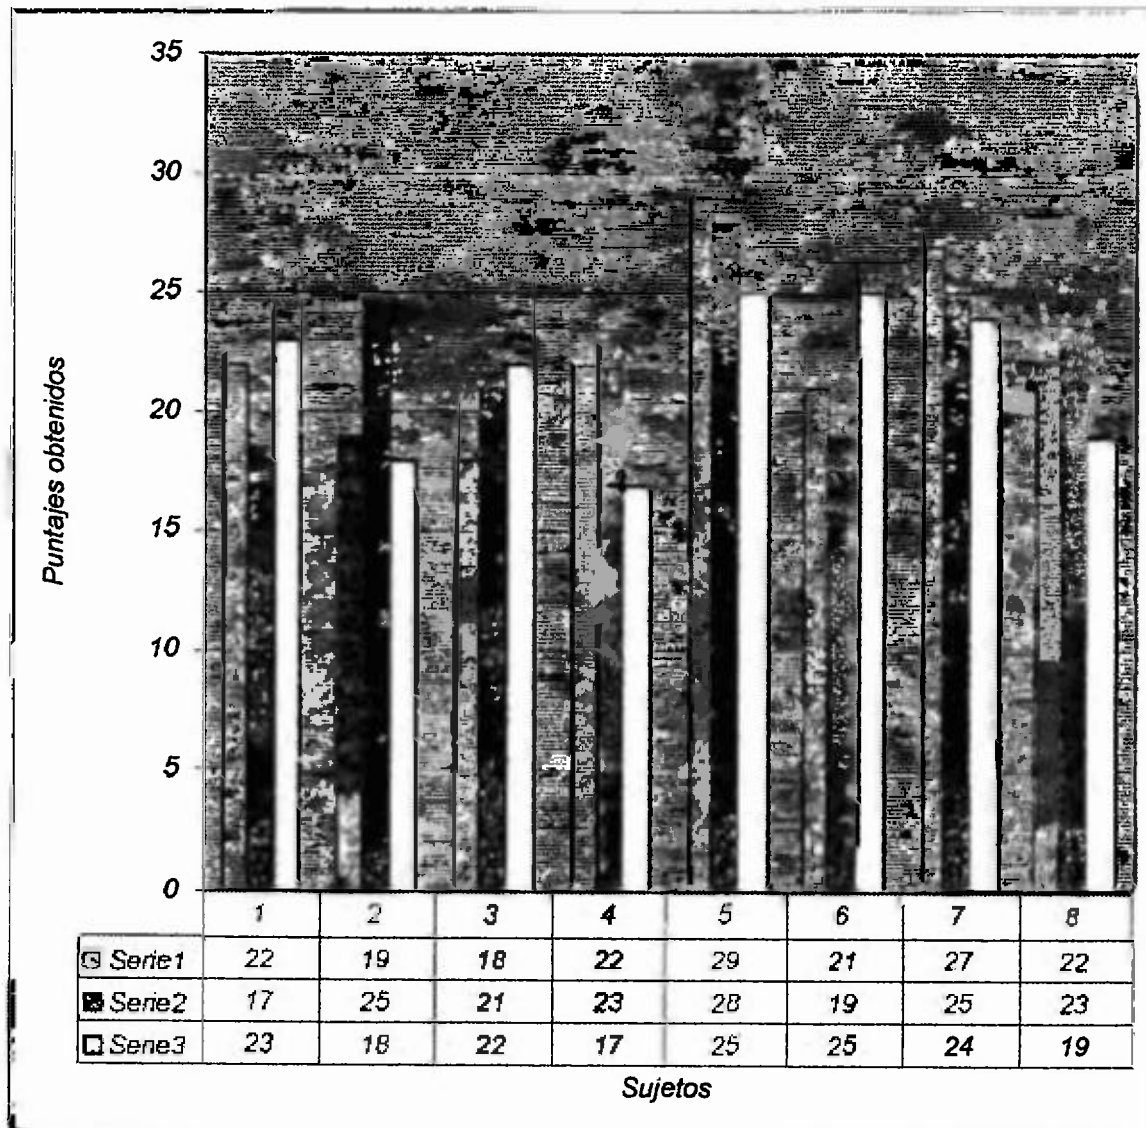 35
30
25
20
15
10
5
0
Puntajes obtenidos
1 2 3 4 5 6 7 8
Serie1 22 19 18 22 29 21 27 22
Serie2 17 25 21 23 28 19 25 23
Serie3 23 18 22 17 25 25 24 19
Sujetos